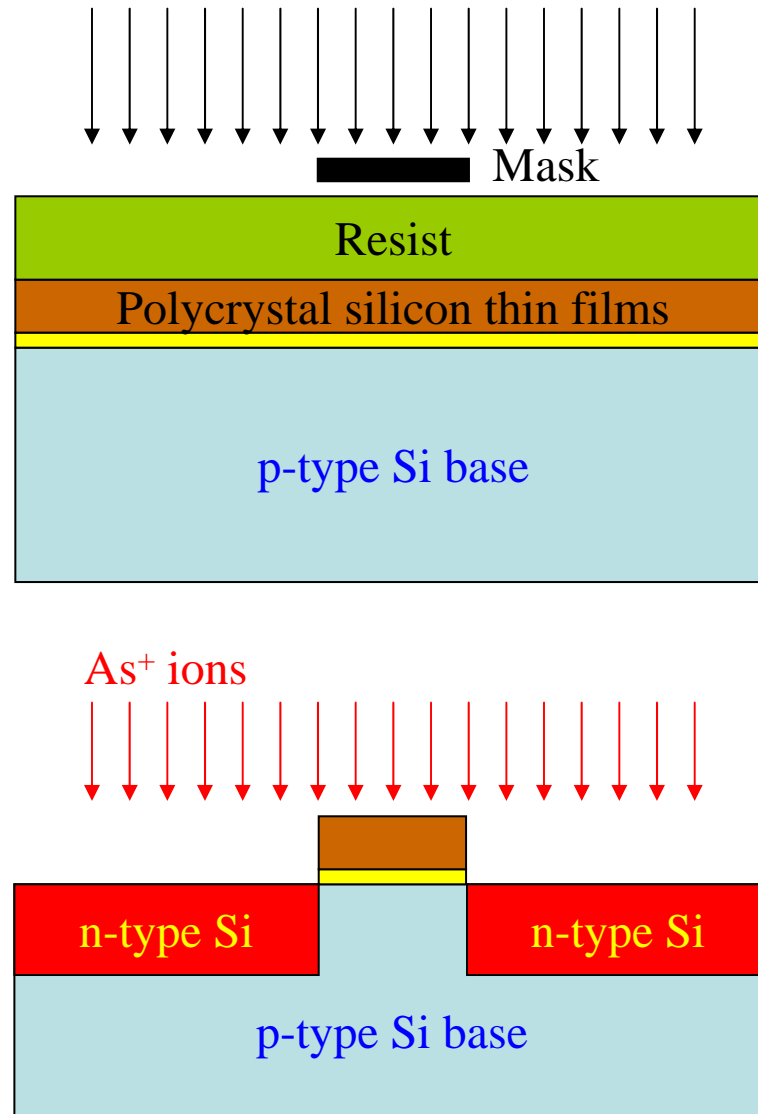 Mask
Resist
Polycrystal silicon thin films
p-type Si base
As⁺ ions
n-type Si
n-type Si
p-type Si base